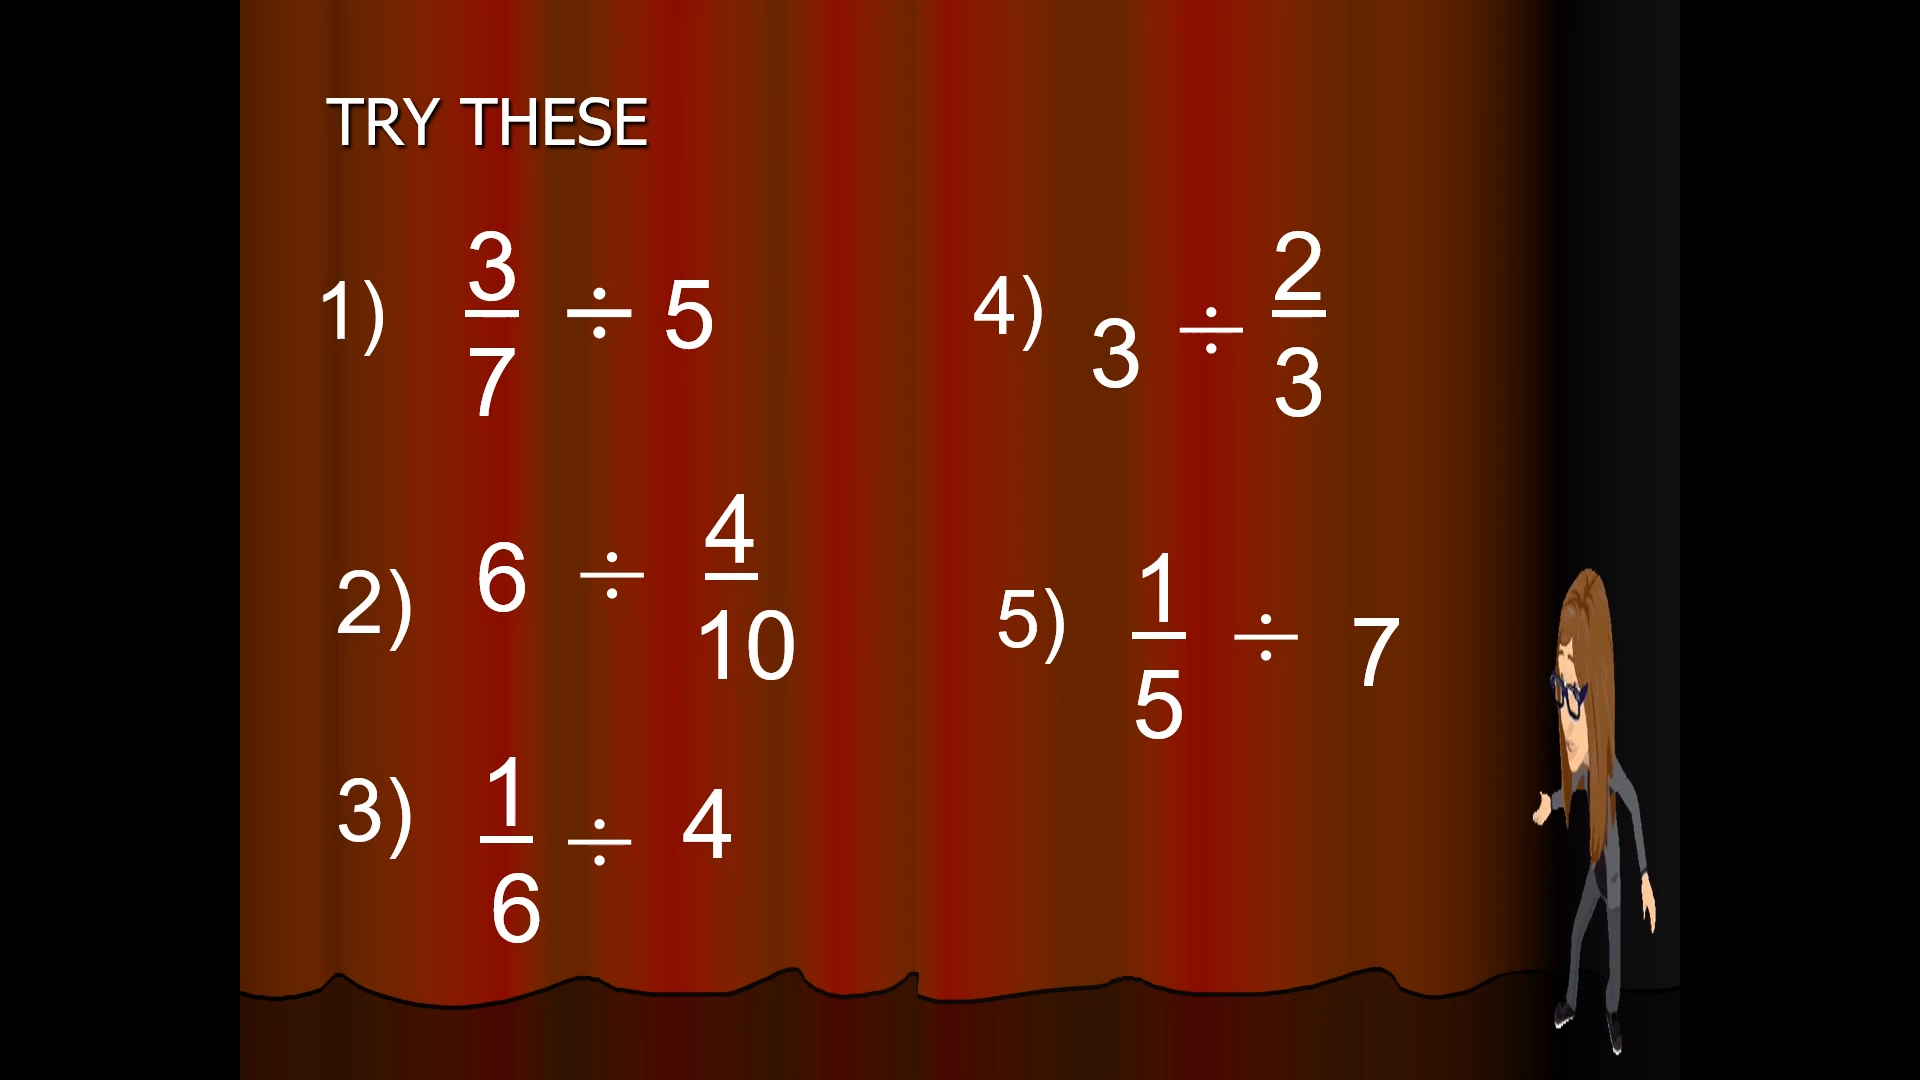 TRY THESE
1) 3/7 ÷ 5
2) 6 ÷ 4/10
3) 1/6 ÷ 4
4) 3 ÷ 2/3
5) 1/5 ÷ 7